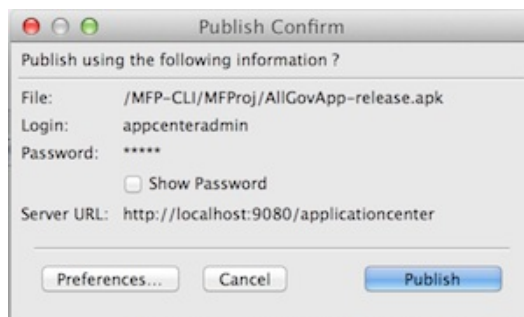 Publish Confirm
Publish using the following information ?
File: /MFP-CLI/MFProj/AllGovApp-release.apk
Login: appcenteradmin
Password: *****
Show Password
Server URL: http://localhost:9080/applicationcenter
Preferences... Cancel Publish